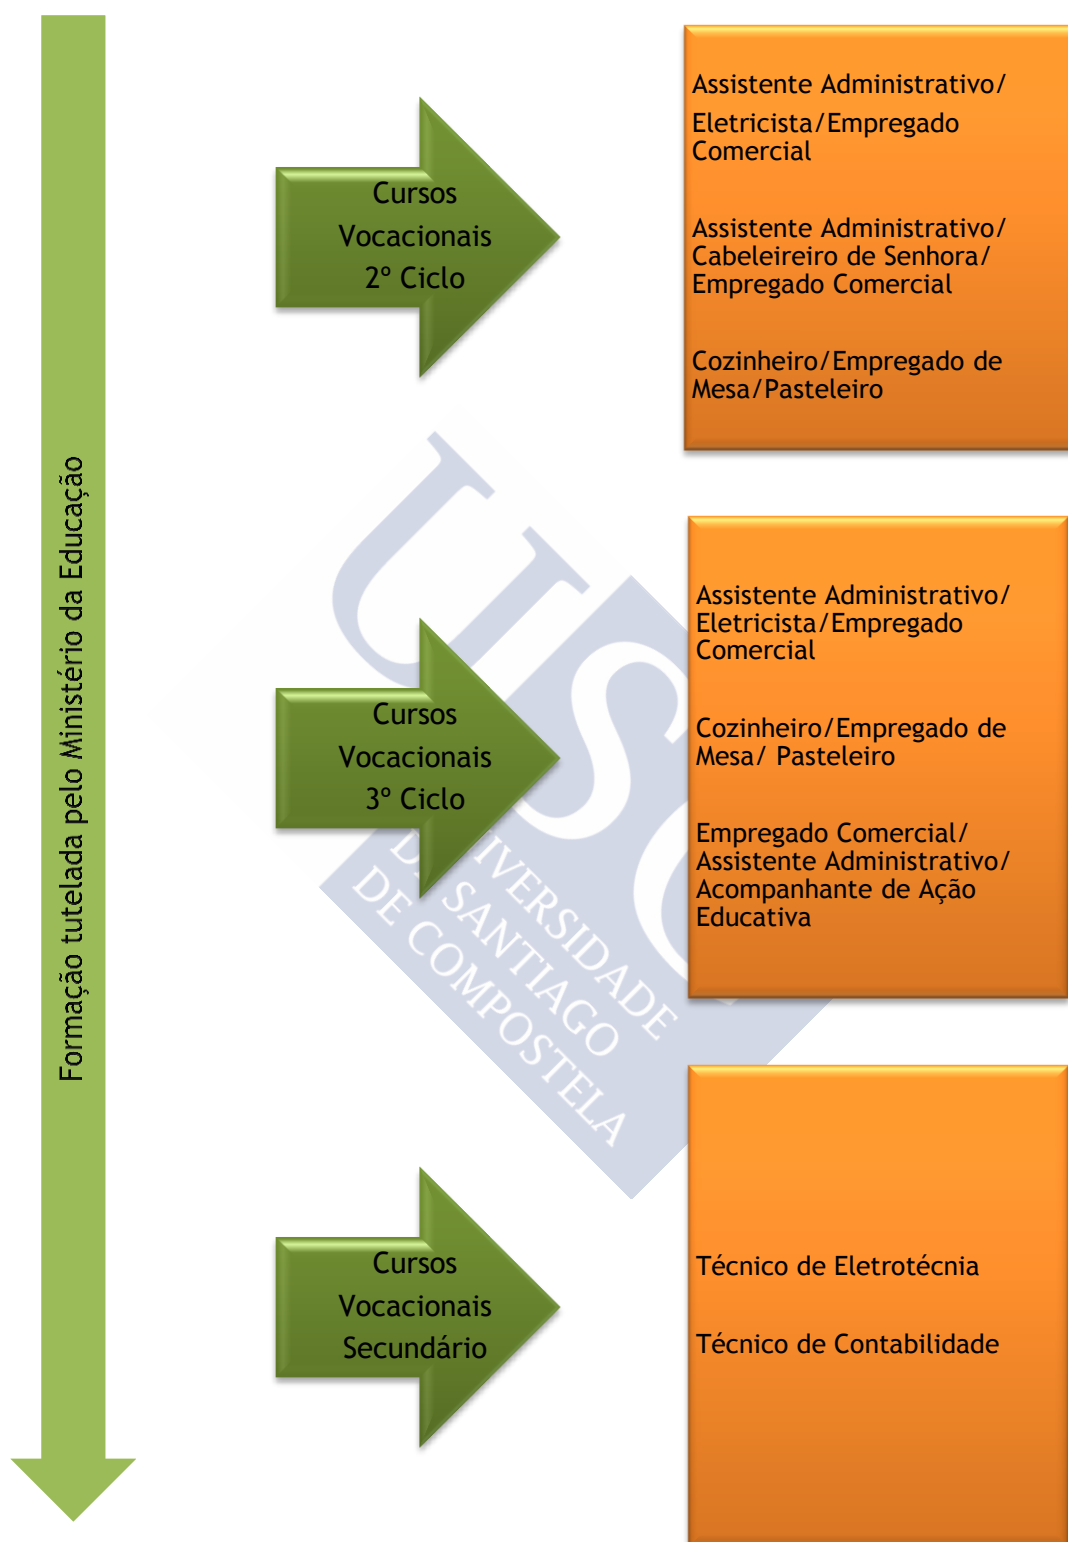 Formação tutelada pelo Ministério da Educação
Cursos
Vocacionais
2º Ciclo
Assistente Administrativo/
Eletricista/Empregado
Comercial
Assistente Administrativo/
Cabeleireiro de Senhora/
Empregado Comercial
Cozinheiro/Empregado de
Mesa/Pasteleiro
Cursos
Vocacionais
3º Ciclo
Assistente Administrativo/
Eletricista/Empregado
Comercial
Cozinheiro/Empregado de
Mesa/ Pasteleiro
Empregado Comercial/
Assistente Administrativo/
Acompanhante de Ação
Educativa
Cursos
Vocacionais
Secundário
Técnico de Eletrotécnia
Técnico de Contabilidade
DE SANTIAGO
DE COMPOSTELA